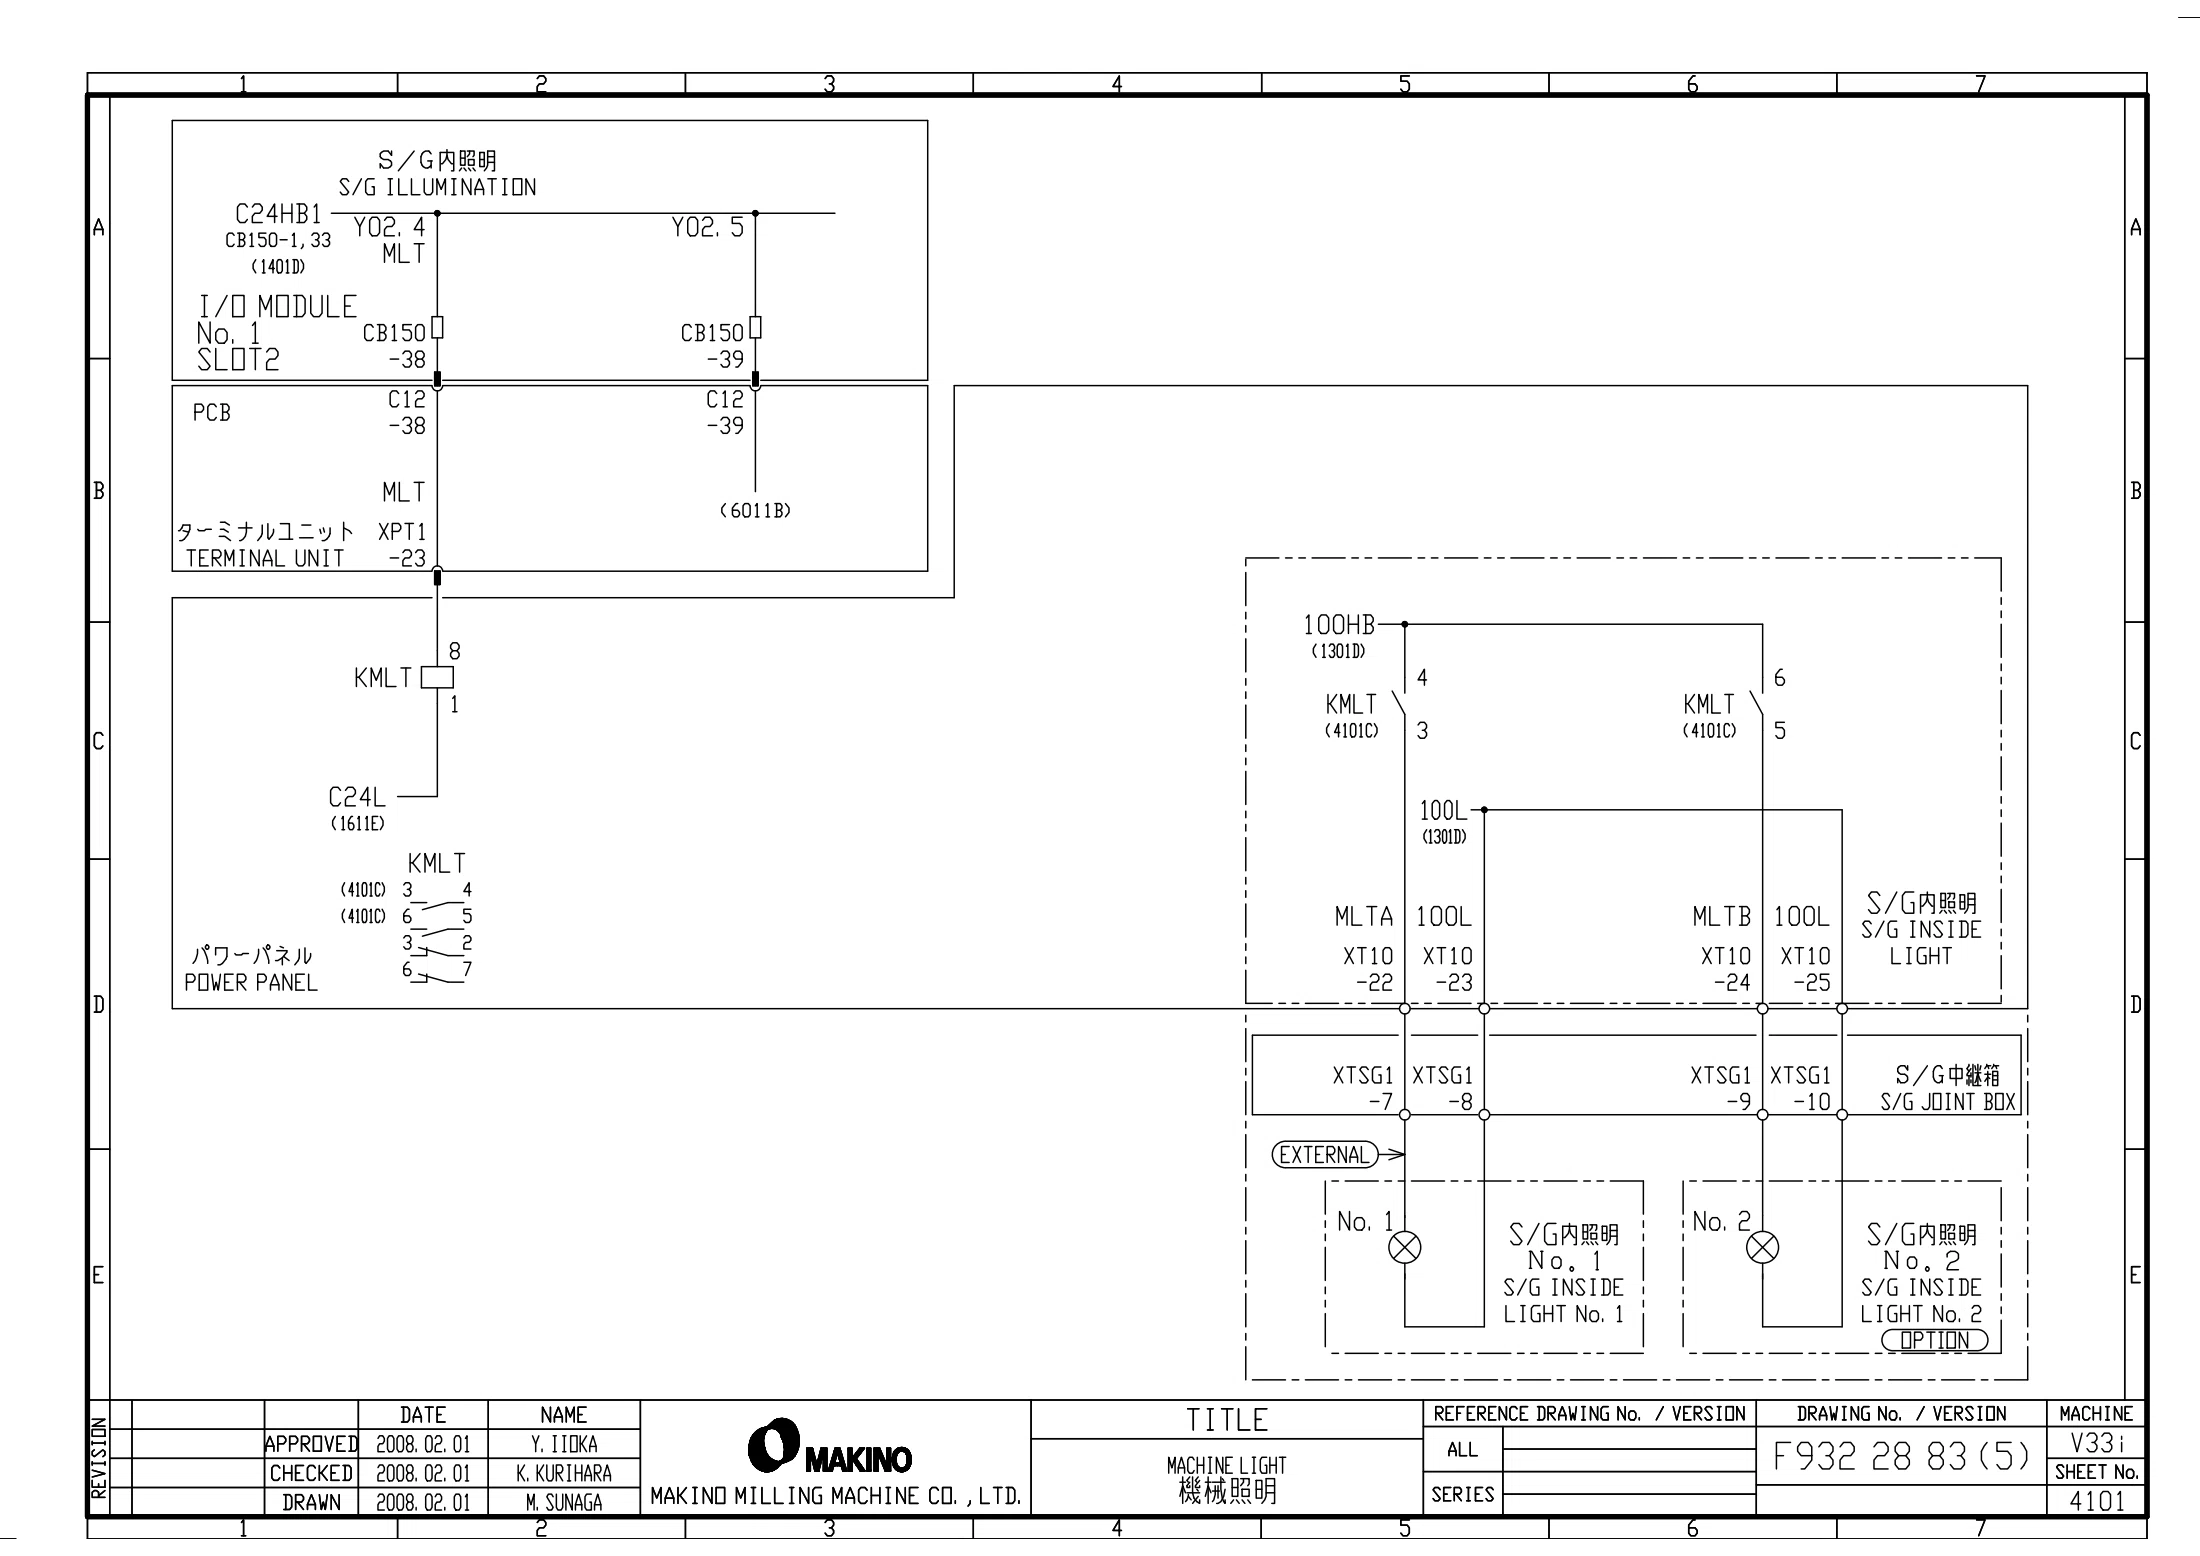 1 2 3 4 5 6 7
A
B
C
D
E
A
B
C
D
E
S/G内照明
S/G ILLUMINATION
C24HB1
CB150-1,33
(1401D)
Y02.4
MLT
Y02.5
I/O MODULE
No.1
SLOT2
CB150
-38
CB150
-39
PCB
C12
-38
C12
-39
MLT
(6011B)
ターミナルユニット
TERMINAL UNIT
XPT1
-23
8
KMLT
1
C24L
(1611E)
KMLT
(4101C) 3 4
(4101C) 6 5
3 2
6 7
パワーパネル
POWER PANEL
100HB
(1301D)
4
KMLT
(4101C)
3
6
KMLT
(4101C)
5
100L
(1301D)
MLTA 100L
MLTB 100L
XT10
-22
XT10
-23
XT10
-24
XT10
-25
S/G内照明
S/G INSIDE
LIGHT
XTSG1
-7
XTSG1
-8
XTSG1
-9
XTSG1
-10
S/G中継箱
S/G JOINT BOX
EXTERNAL
No.1
S/G内照明
No.1
S/G INSIDE
LIGHT No.1
No.2
S/G内照明
No.2
S/G INSIDE
LIGHT No.2
OPTION
REVISION
DATE NAME
APPROVED 2008.02.01 Y.IIOKA
CHECKED 2008.02.01 K.KURIHARA
DRAWN 2008.02.01 M.SUNAGA
MAKINO
MAKINO MILLING MACHINE CO.,LTD.
TITLE
MACHINE LIGHT
機械照明
REFERENCE DRAWING No. / VERSION
ALL
SERIES
DRAWING No. / VERSION
F932 28 83(5)
MACHINE
V33i
SHEET No.
4101
1 2 3 4 5 6 7